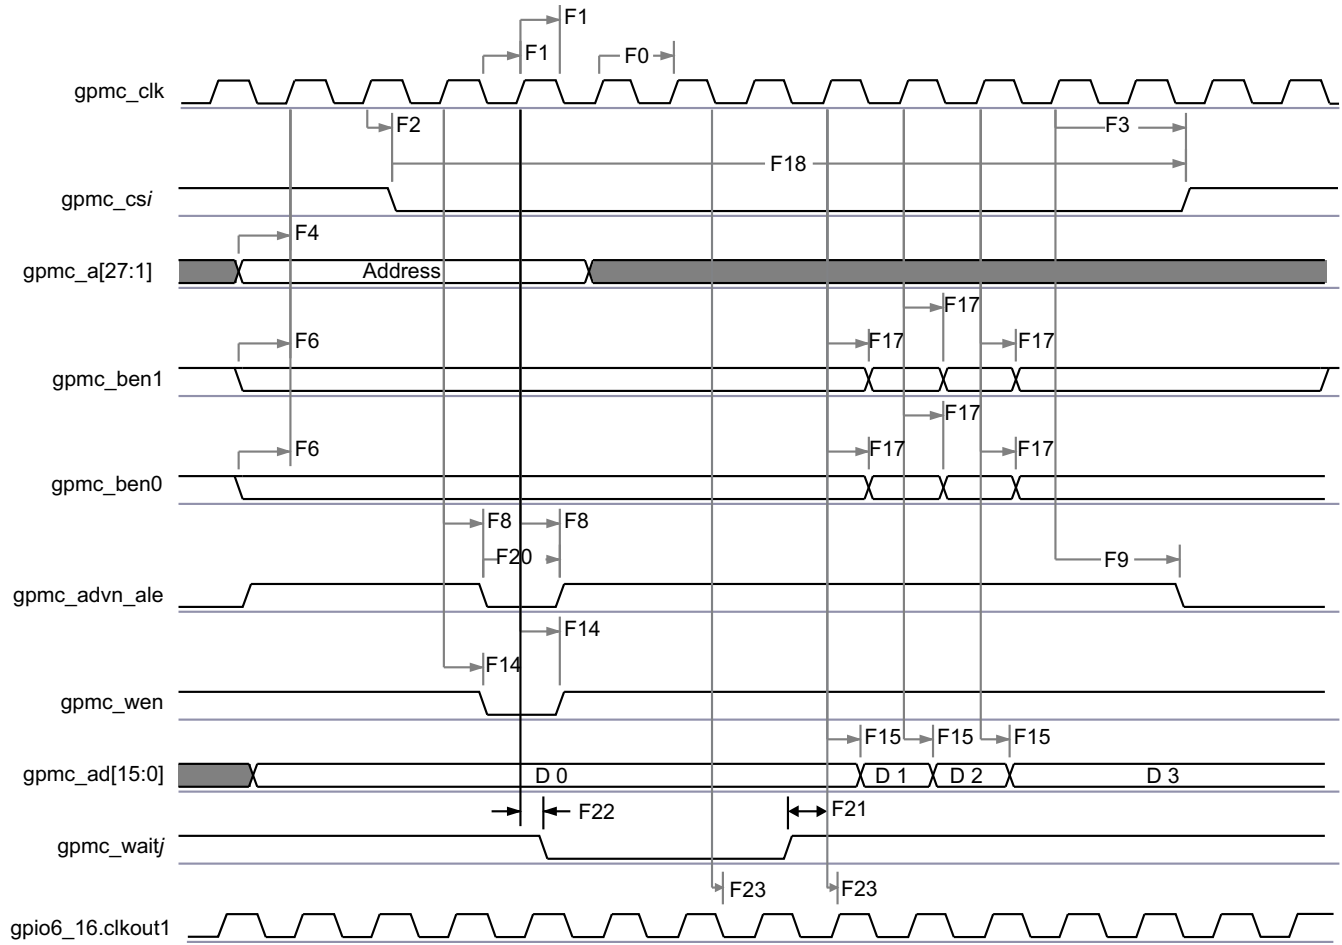 F1
F1
F0
gpmc_clk
F2
F3
F18
gpmc_csi
F4
gpmc_a[27:1]
Address
F17
F6
F17
F17
gpmc_ben1
F17
F6
F17
F17
gpmc_ben0
F8
F8
F20
F9
gpmc_advn_ale
F14
F14
gpmc_wen
F15
F15
F15
gpmc_ad[15:0]
D 0
D 1
D 2
D 3
F22
F21
gpmc_waitj
F23
F23
gpio6_16.clkout1